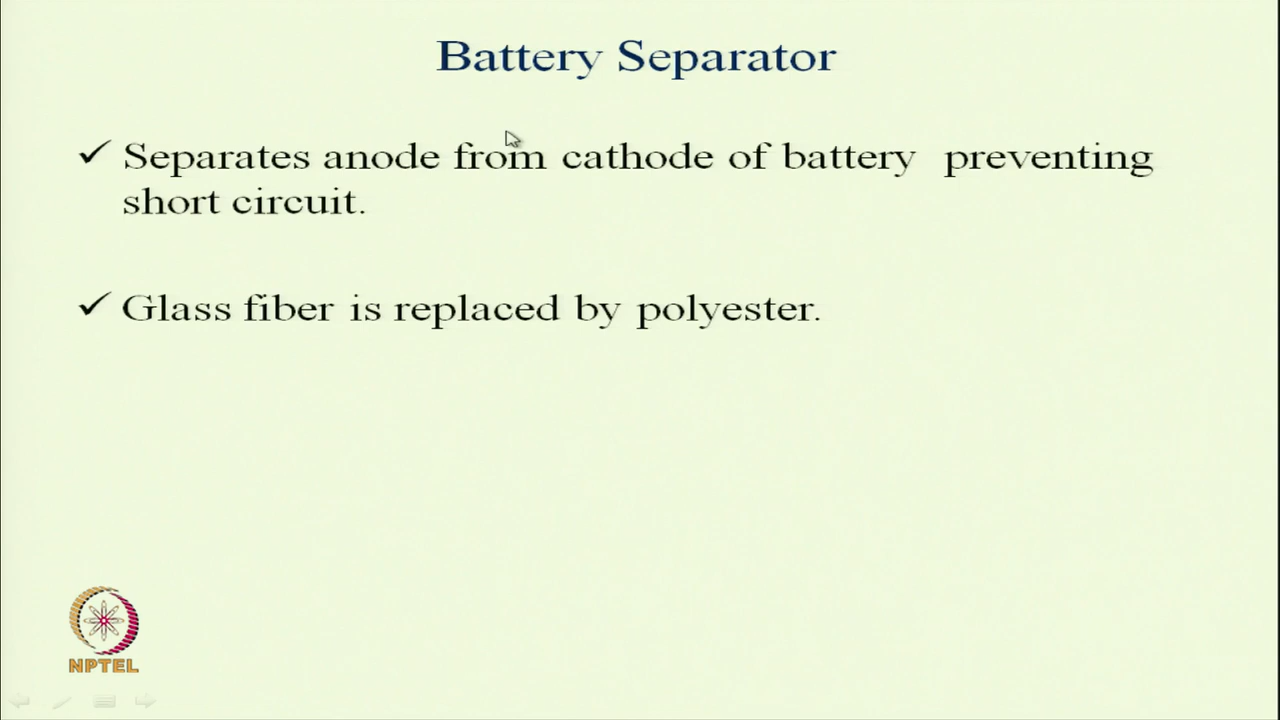 Battery Separator
✓ Separates anode from cathode of battery preventing
short circuit.
✓ Glass fiber is replaced by polyester.
NPTEL